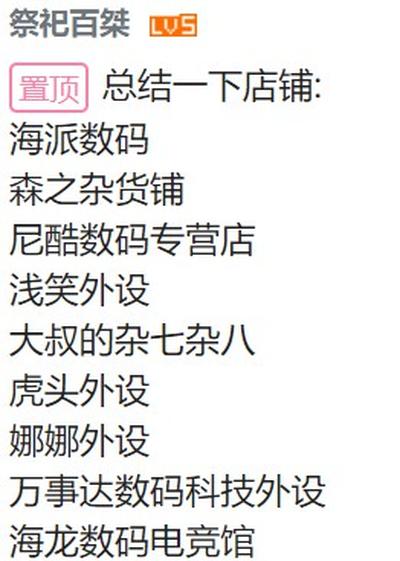 祭祀百桀 LV5
置顶 总结一下店铺:
海派数码
森之杂货铺
尼酷数码专营店
浅笑外设
大叔的杂七杂八
虎头外设
娜娜外设
万事达数码科技外设
海龙数码电竞馆